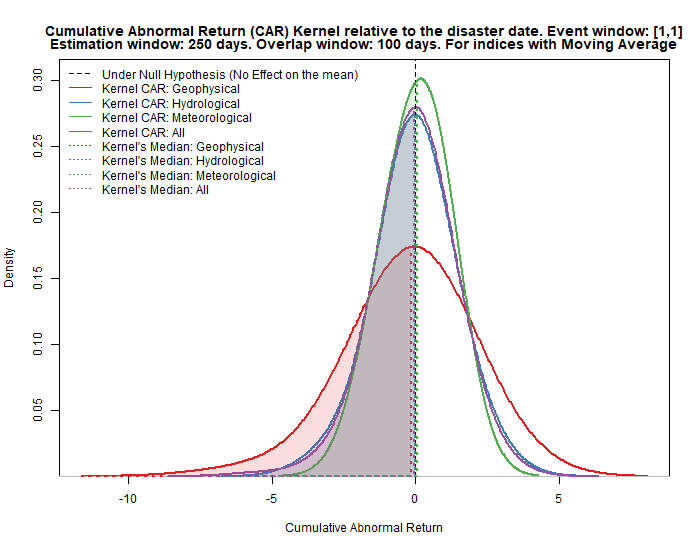 Cumulative Abnormal Return (CAR) Kernel relative to the disaster date. Event window: [1,1]
Estimation window: 250 days. Overlap window: 100 days. For indices with Moving Average
Under Null Hypothesis (No Effect on the mean)
Kernel CAR: Geophysical
Kernel CAR: Hydrological
Kernel CAR: Meteorological
Kernel CAR: All
Kernel's Median: Geophysical
Kernel's Median: Hydrological
Kernel's Median: Meteorological
Kernel's Median: All
Density
0.30
0.25
0.20
0.15
0.10
0.05
-10 -5 0 5
Cumulative Abnormal Return